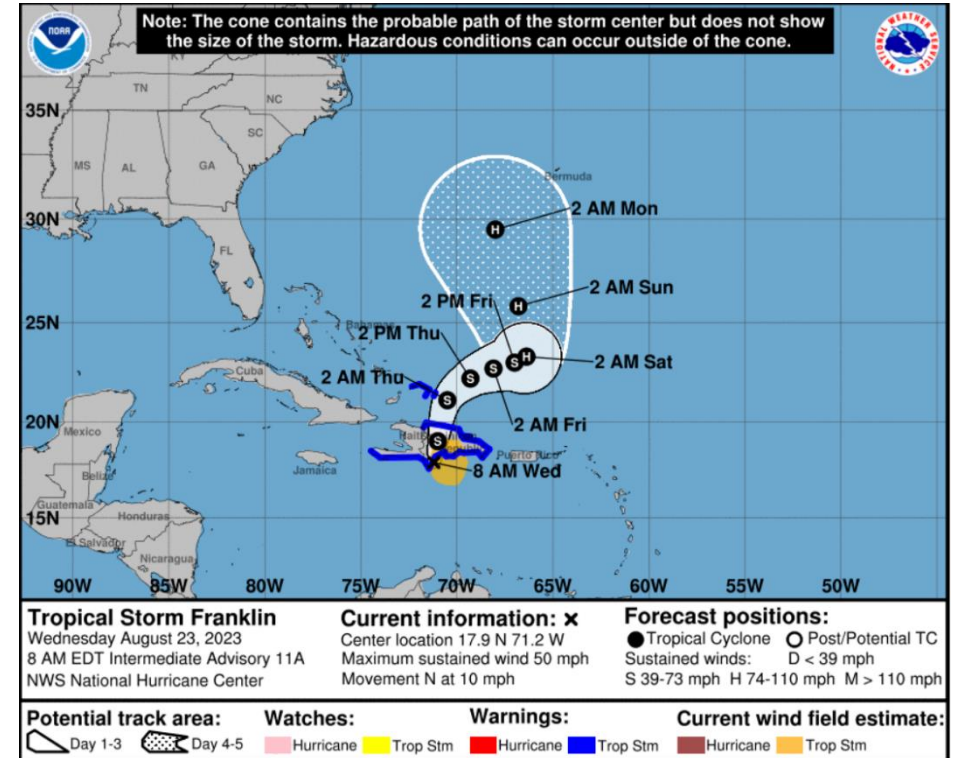 Note: The cone contains the probable path of the storm center but does not show
the size of the storm. Hazardous conditions can occur outside of the cone.
NOAA
NATIONAL WEATHER SERVICE
KY
TN
NC
35N
SC
MS
AL
GA
Bermuda
2 AM Mon
30N
FL
2 AM Sun
2 PM Fri
25N
Bahamas
2 PM Thu
2 AM Sat
Cuba
2 AM Thu
2 AM Fri
20N
Mexico
Haiti
Puerto Rico
Jamaica
8 AM Wed
Belize
Guatemala
15N
Honduras
El Salvador
Nicaragua
90W 85W 75W 80W 70W 65W 60W 55W 50W
H
H
S
H
S
S
S
S
Tropical Storm Franklin
Wednesday August 23, 2023
8 AM EDT Intermediate Advisory 11A
NWS National Hurricane Center
Current information: x
Center location 17.9 N 71.2 W
Maximum sustained wind 50 mph
Movement N at 10 mph
Forecast positions:
Tropical Cyclone Post/Potential TC
Sustained winds: D < 39 mph
S 39-73 mph H 74-110 mph M > 110 mph
Potential track area:
Day 1-3 Day 4-5
Watches:
Hurricane Trop Stm
Warnings:
Hurricane Trop Stm
Current wind field estimate:
Hurricane Trop Stm